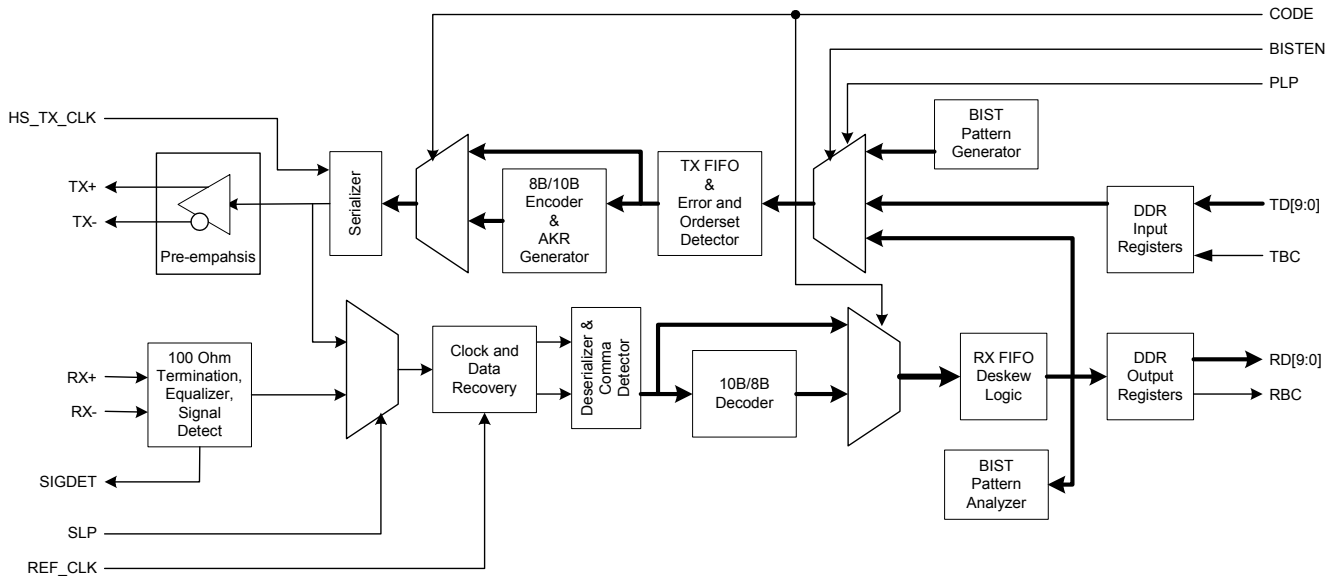 CODE
BISTEN
PLP
HS_TX_CLK
BIST
Pattern
Generator
TX+
TX-
Pre-empahsis
Serializer
8B/10B
Encoder
&
AKR
Generator
TX FIFO
&
Error and
Orderset
Detector
DDR
Input
Registers
TD[9:0]
TBC
RX+
RX-
100 Ohm
Termination,
Equalizer,
Signal
Detect
Clock and
Data
Recovery
Deserializer &
Comma
Detector
10B/8B
Decoder
RX FIFO
Deskew
Logic
DDR
Output
Registers
RD[9:0]
RBC
SIGDET
BIST
Pattern
Analyzer
SLP
REF_CLK